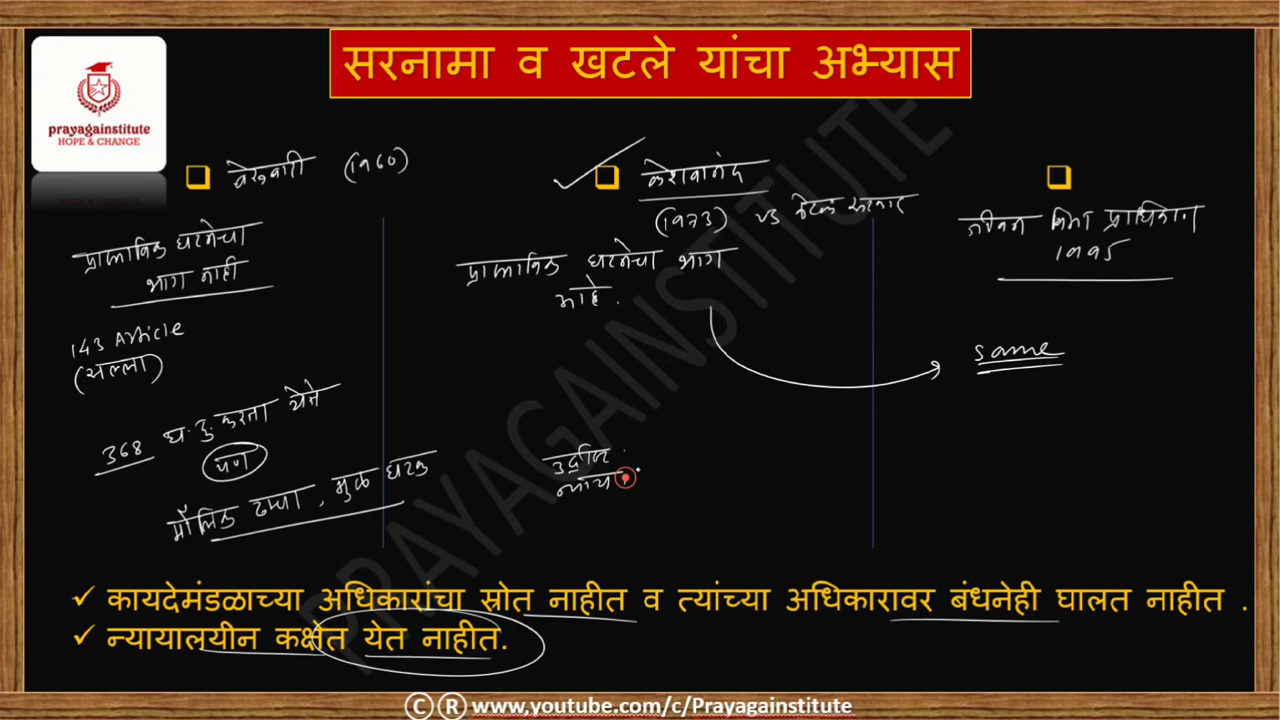 सरनामा व खटले यांचा अभ्यास
prayagainstitute
HOPE & CHANGE
बेरुबारी (1960)
प्रास्ताविक घटनेचा
भाग नाही
143 Article
(सल्ला)
368 घ. दु. करता येते
पण
मौलिक ढाचा, मुळ घटक
केशवानंद
(1973) vs केरळ सरकार
प्रास्ताविक घटनेचा भाग
आहे.
उद्दीष्ट
न्याय
जीवन विमा प्राधिकरण
1995
same
PRAYAGAINSTITUTE
✓ कायदेमंडळाच्या अधिकारांचा स्रोत नाहीत व त्यांच्या अधिकारावर बंधनेही घालत नाहीत .
✓ न्यायालयीन कक्षेत येत नाहीत.
Ⓒ Ⓡ www.youtube.com/c/Prayagainstitute